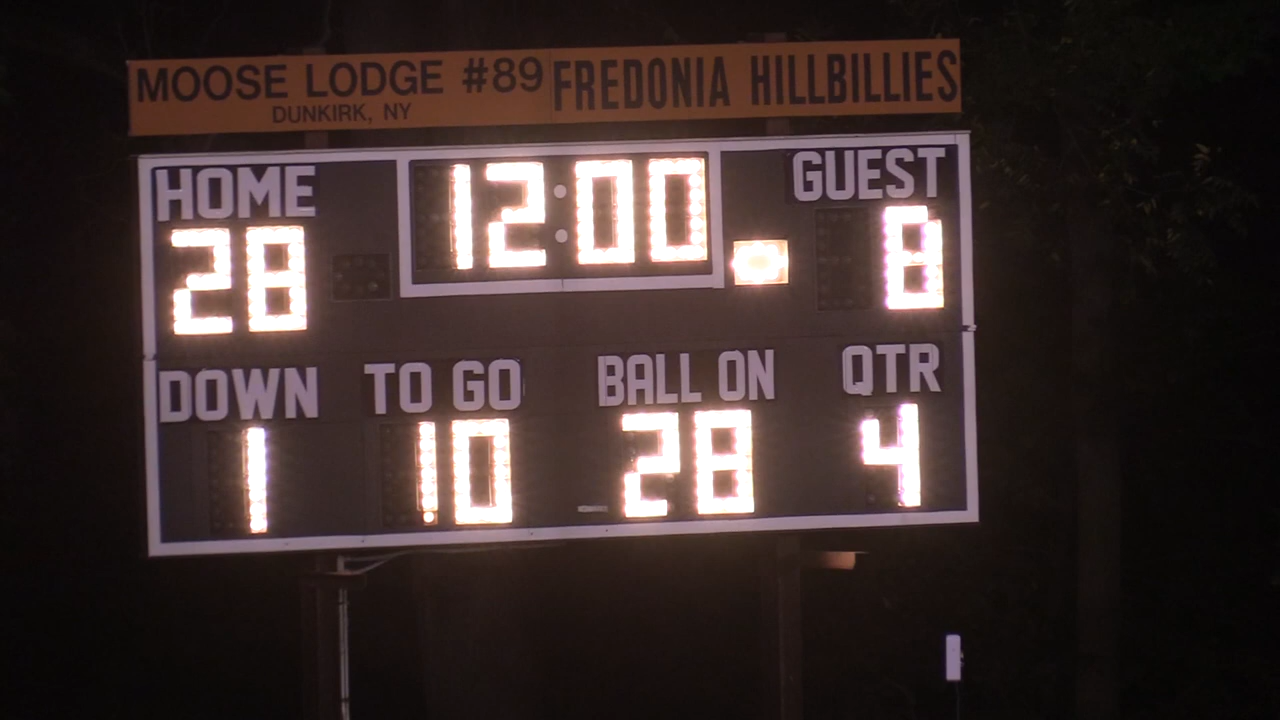 MOOSE LODGE #89 FREDONIA HILLBILLIES
DUNKIRK, NY
HOME 12:00 GUEST
28 8
DOWN TO GO BALL ON QTR
1 10 28 4